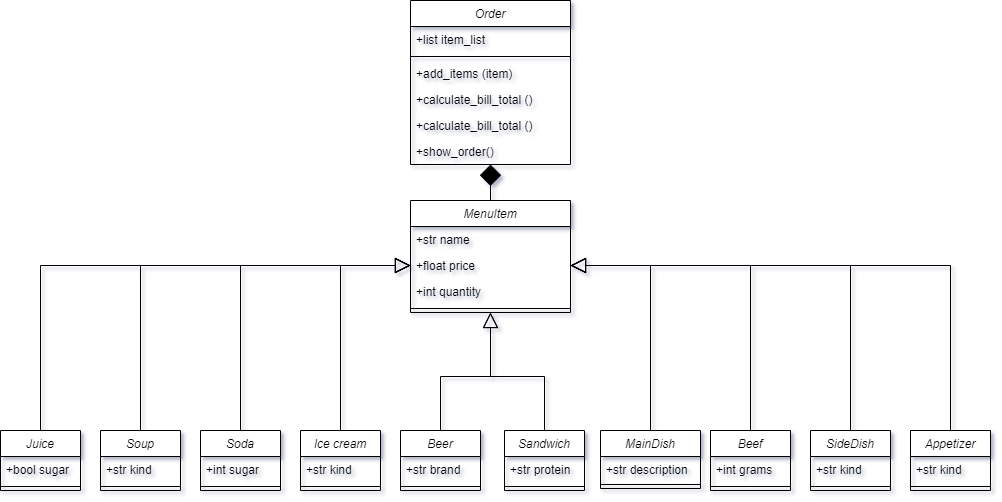 Order
+list item_list
+add_items (item)
+calculate_bill_total ()
+calculate_bill_total ()
+show_order()
MenuItem
+str name
+float price
+int quantity
Juice
+bool sugar
Soup
+str kind
Soda
+int sugar
Ice cream
+str kind
Beer
+str brand
Sandwich
+str protein
MainDish
+str description
Beef
+int grams
SideDish
+str kind
Appetizer
+str kind